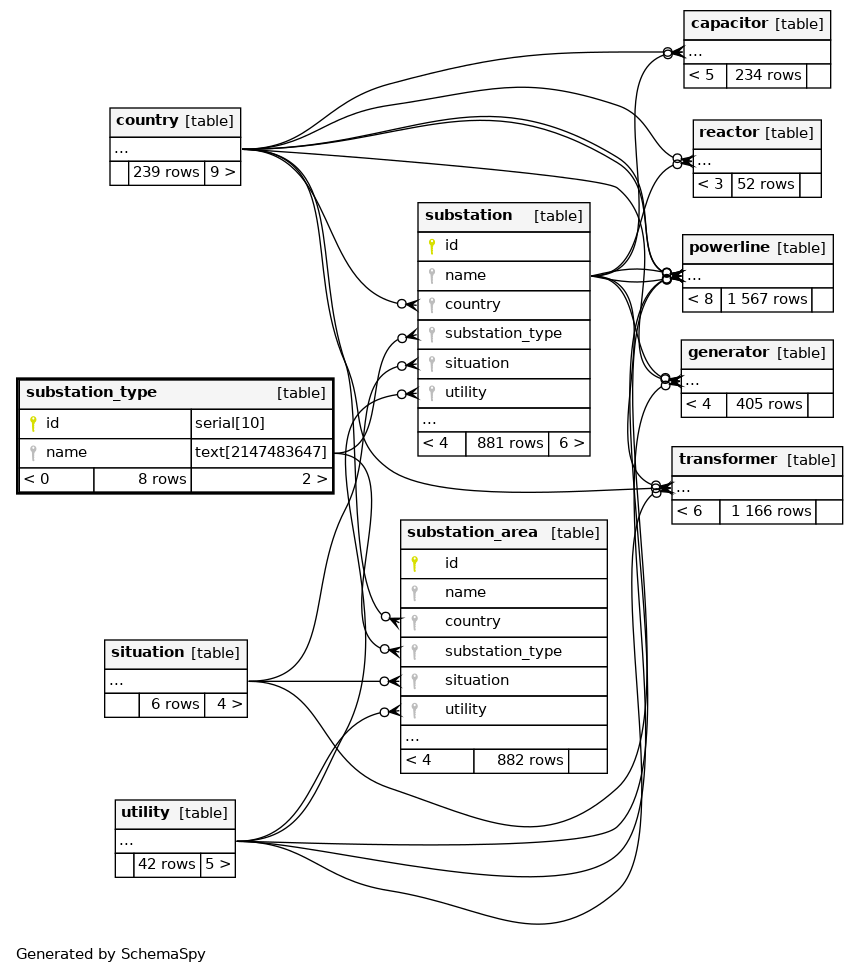 capacitor [table]
...
< 5 234 rows
country [table]
...
239 rows 9 >
reactor [table]
...
< 3 52 rows
substation [table]
id
name
country
substation_type
situation
utility
...
< 4 881 rows 6 >
powerline [table]
...
< 8 1 567 rows
generator [table]
...
< 4 405 rows
substation_type [table]
id serial[10]
name text[2147483647]
< 0 8 rows 2 >
transformer [table]
...
< 6 1 166 rows
substation_area [table]
id
name
country
substation_type
situation
utility
...
< 4 882 rows
situation [table]
...
6 rows 4 >
utility [table]
...
42 rows 5 >
Generated by SchemaSpy